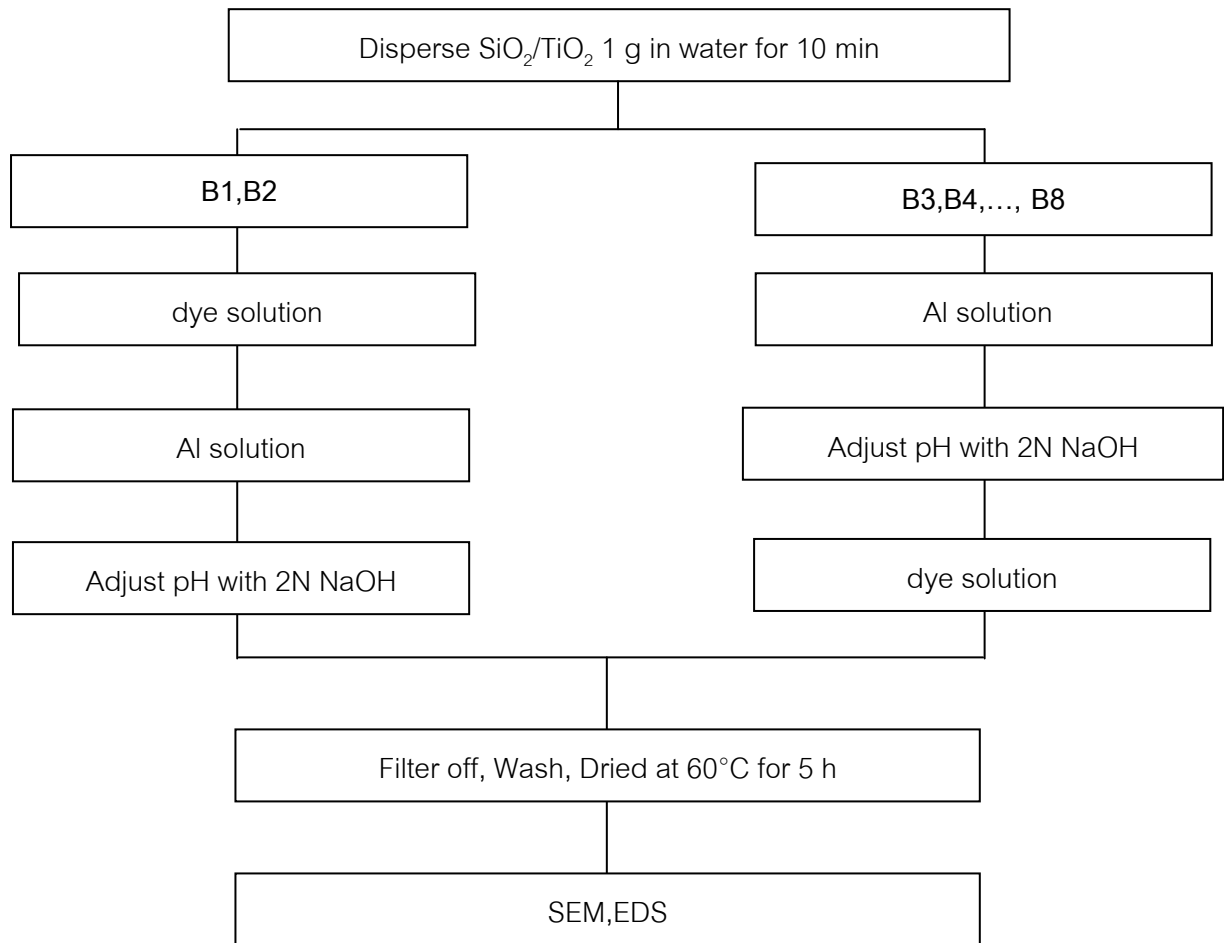 Disperse SiO₂/TiO₂ 1 g in water for 10 min
B1,B2
B3,B4,…, B8
dye solution
Al solution
Al solution
Adjust pH with 2N NaOH
Adjust pH with 2N NaOH
dye solution
Filter off, Wash, Dried at 60°C for 5 h
SEM,EDS